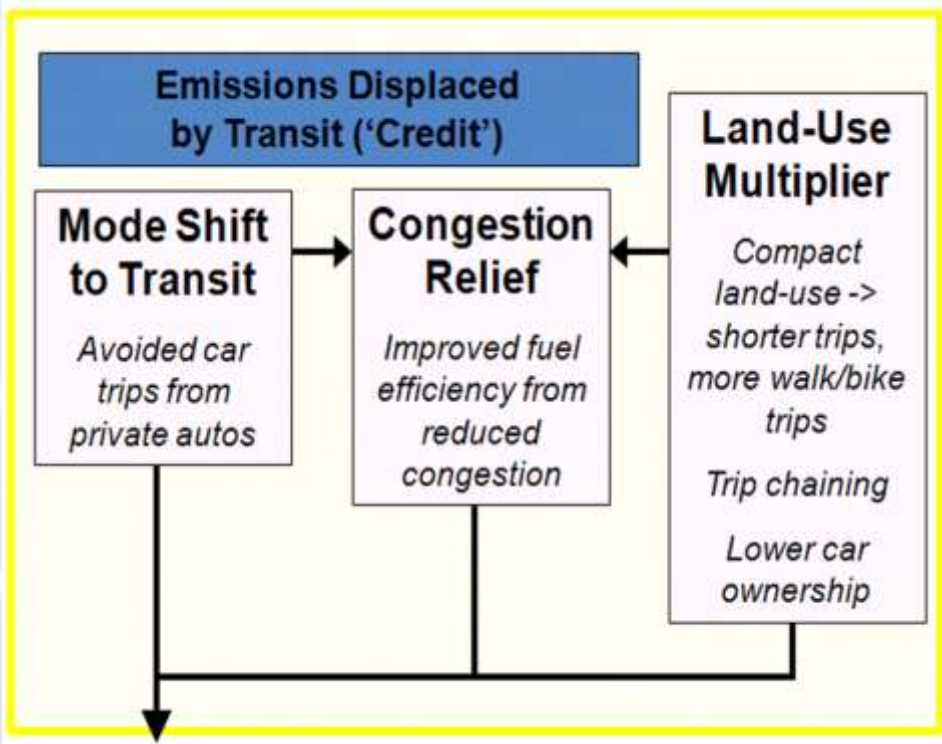 Emissions Displaced
by Transit (‘Credit’)
Mode Shift
to Transit
Avoided car
trips from
private autos
Congestion
Relief
Improved fuel
efficiency from
reduced
congestion
Land-Use
Multiplier
Compact
land-use ->
shorter trips,
more walk/bike
trips
Trip chaining
Lower car
ownership